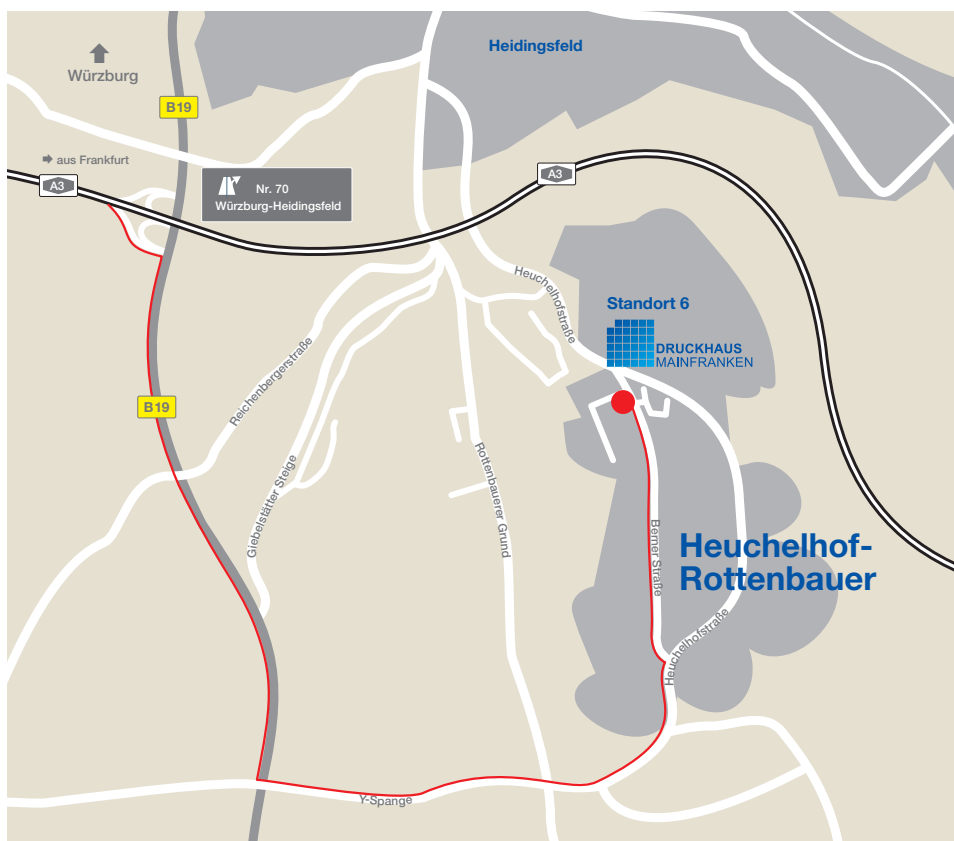 Heidingsfeld
Würzburg
B19
aus Frankfurt
A3
A3
Nr. 70
Würzburg-Heidingsfeld
Heuchelhofstraße
Standort 6
DRUCKHAUS
MAINFRANKEN
Reichenbergerstraße
B19
Giebelstätter Steige
Rottenbauerer Grund
Berner Straße
Heuchelhof-
Rottenbauer
Heuchelhofstraße
Y-Spange